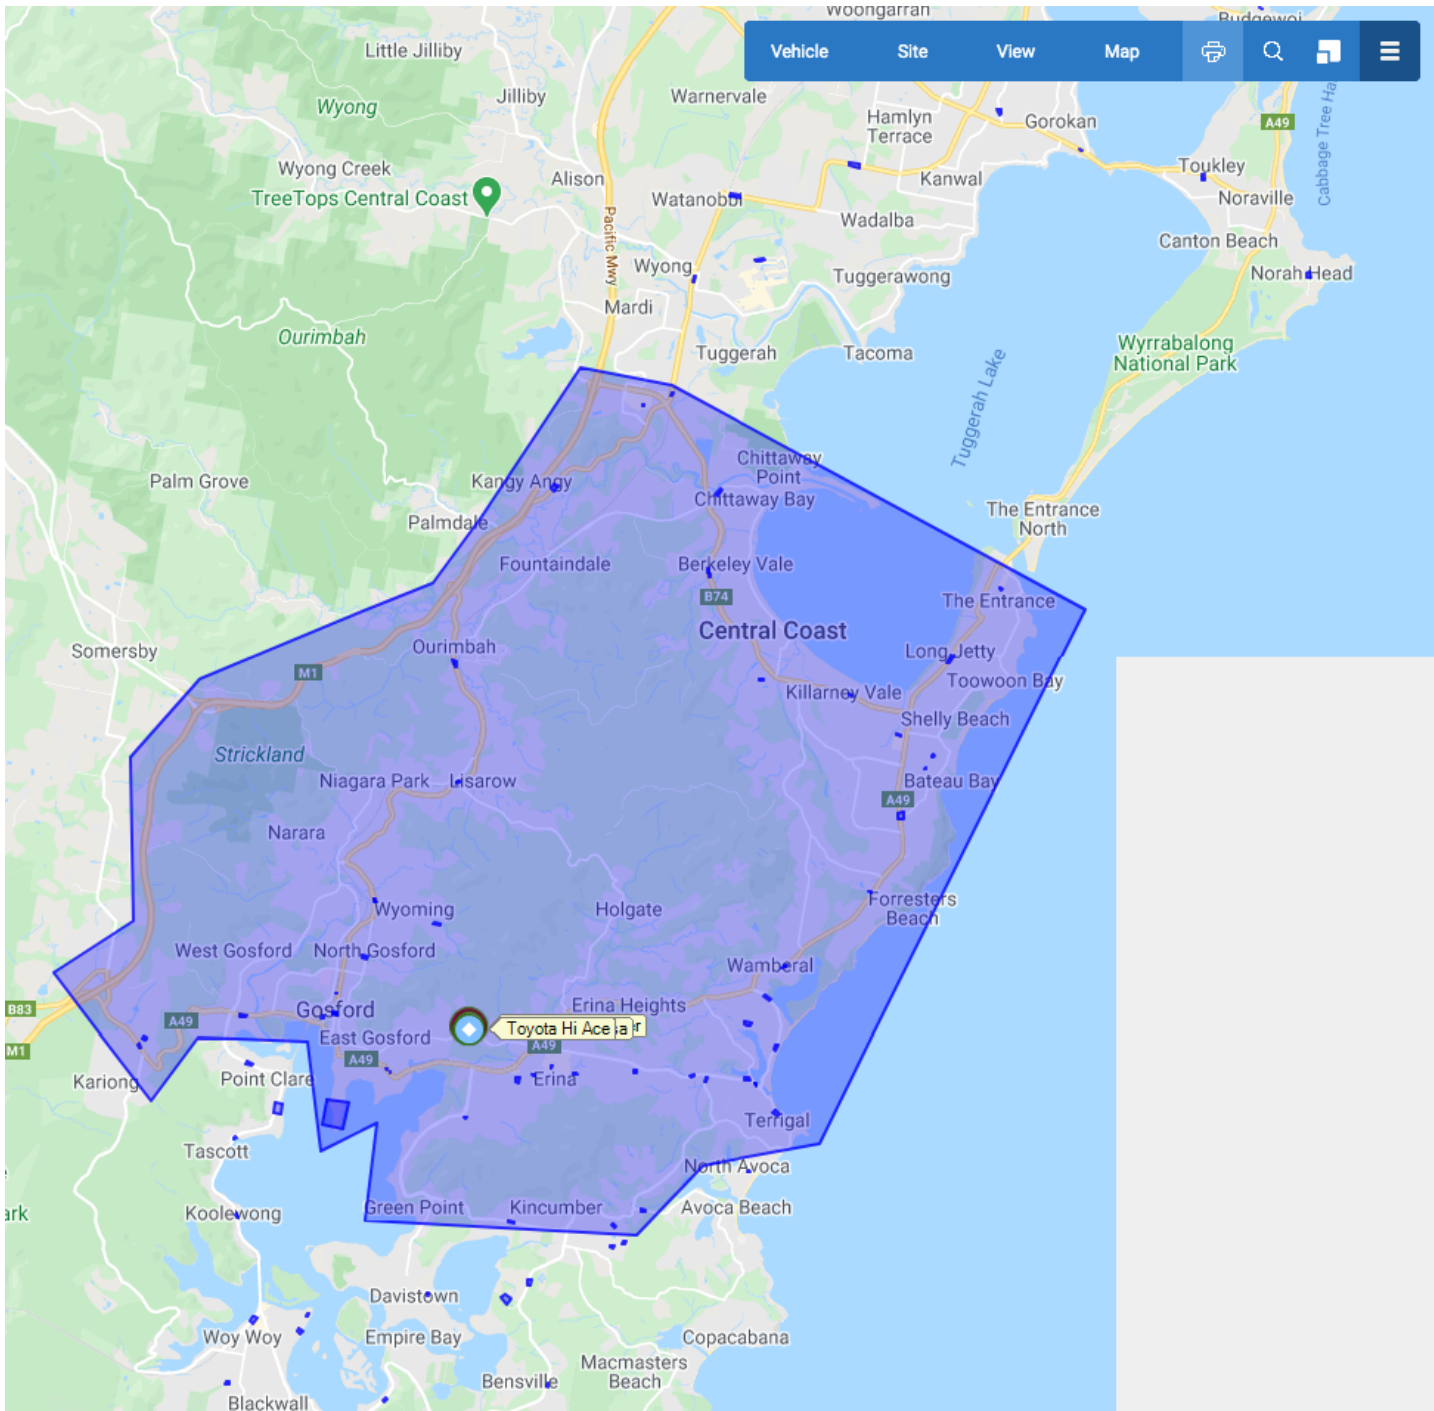 Woongarrah
Budgewoi
Little Jilliby
Vehicle
Site
View
Map
Jilliby
Wyong
Warnervale
Hamlyn
Terrace
Gorokan
A49
Cabbage Tree Ha
Wyong Creek
TreeTops Central Coast
Alison
Watanobbi
Kanwal
Toukley
Noraville
Wadalba
Pacific Mwy
Canton Beach
Wyong
Tuggerawong
Norah Head
Mardi
Ourimbah
Tuggerah
Tacoma
Wyrrabalong
National Park
Tuggerah Lake
Chittaway
Point
Chittaway Bay
Palm Grove
Kangy Angy
Palmdale
The Entrance
North
Fountaindale
Berkeley Vale
B74
The Entrance
Central Coast
Somersby
Ourimbah
Long Jetty
M1
Toowoon Bay
Killarney Vale
Shelly Beach
Strickland
Niagara Park
Lisarow
Bateau Bay
A49
Narara
Forresters
Beach
Wyoming
Holgate
West Gosford
North Gosford
Wamberal
B83
Gosford
Erina Heights
A49
Toyota Hi Ace
sa
er
East Gosford
A49
A49
M1
Kariong
Point Clare
Erina
Terrigal
Tascott
North Avoca
ark
Koolewong
Green Point
Kincumber
Avoca Beach
Davistown
Woy Woy
Empire Bay
Copacabana
Macmasters
Beach
Bensville
Blackwall